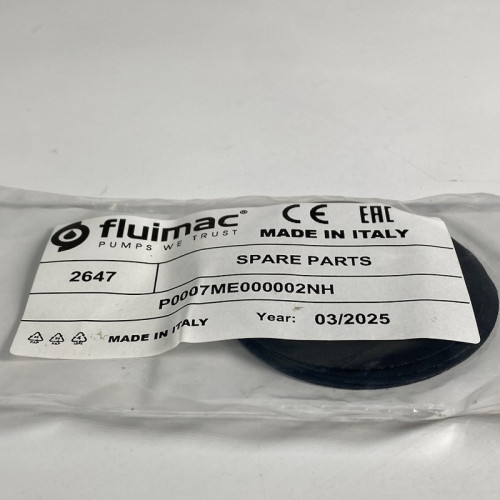 fluimac®
PUMPS WE TRUST
CE EAC
MADE IN ITALY
2647
SPARE PARTS
P0007ME000002NH
MADE IN ITALY
Year: 03/2025